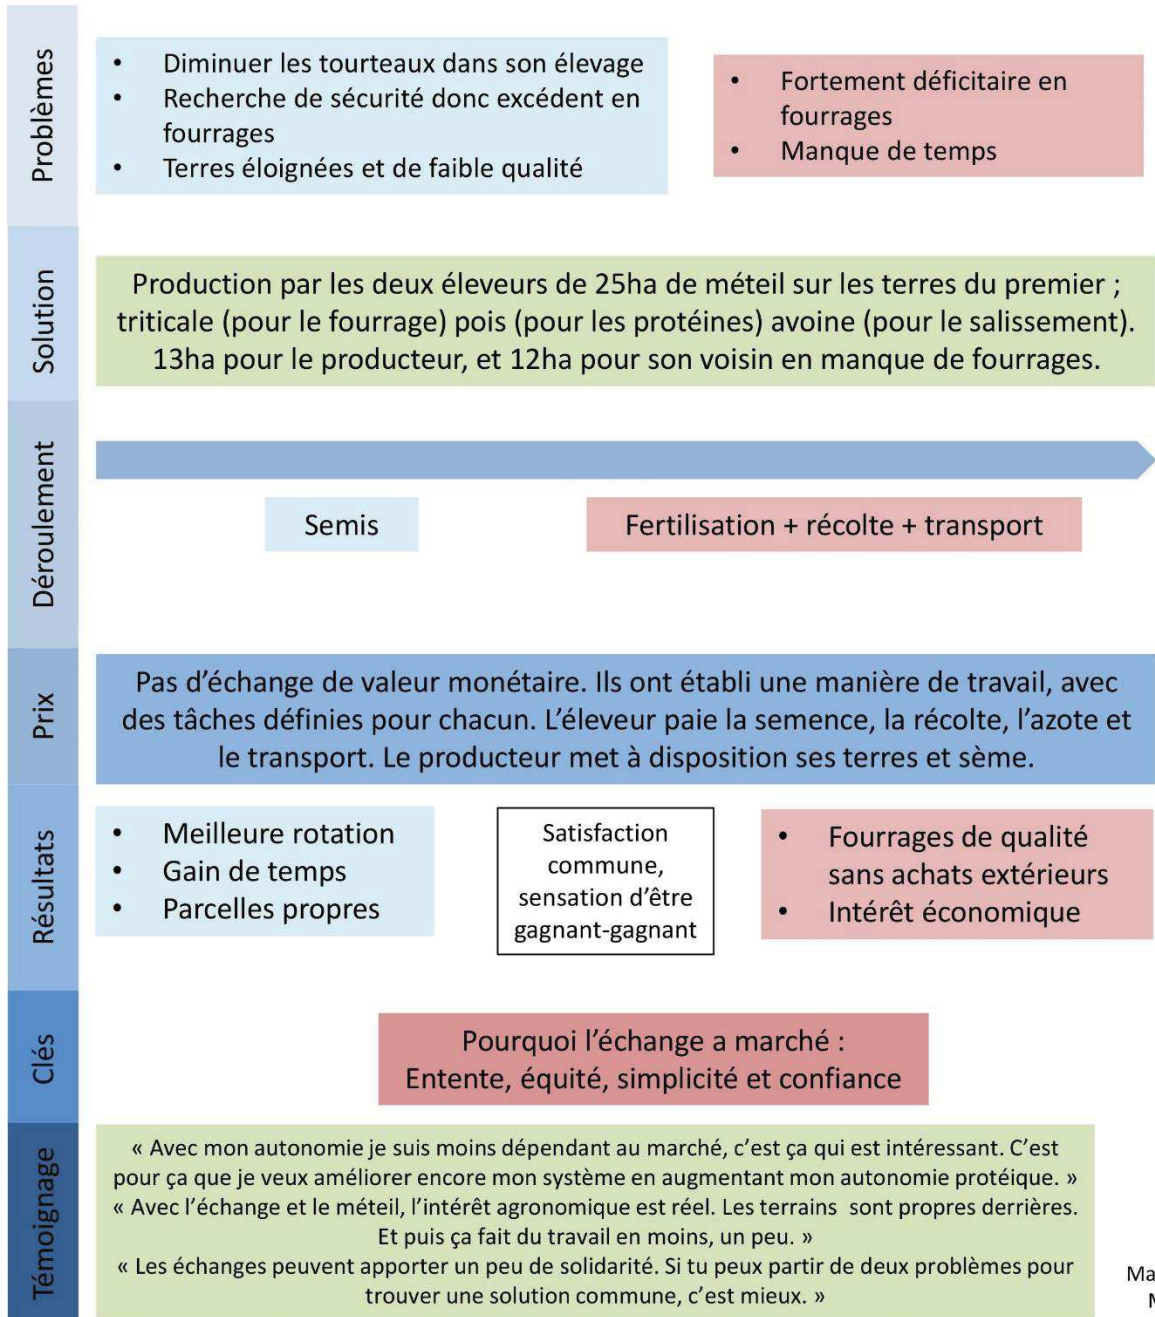 Problèmes
• Diminuer les tourteaux dans son élevage
• Recherche de sécurité donc excédent en
fourrages
• Terres éloignées et de faible qualité
• Fortement déficitaire en
fourrages
• Manque de temps
Solution
Production par les deux éleveurs de 25ha de méteil sur les terres du premier ;
triticale (pour le fourrage) pois (pour les protéines) avoine (pour le salissement).
13ha pour le producteur, et 12ha pour son voisin en manque de fourrages.
Déroulement
Semis
Fertilisation + récolte + transport
Prix
Pas d’échange de valeur monétaire. Ils ont établi une manière de travail, avec
des tâches définies pour chacun. L’éleveur paie la semence, la récolte, l’azote et
le transport. Le producteur met à disposition ses terres et sème.
Résultats
• Meilleure rotation
• Gain de temps
• Parcelles propres
Satisfaction
commune,
sensation d’être
gagnant-gagnant
• Fourrages de qualité
sans achats extérieurs
• Intérêt économique
Clés
Pourquoi l’échange a marché :
Entente, équité, simplicité et confiance
Témoignage
« Avec mon autonomie je suis moins dépendant au marché, c’est ça qui est intéressant. C’est
pour ça que je veux améliorer encore mon système en augmentant mon autonomie protéique. »
« Avec l’échange et le méteil, l’intérêt agronomique est réel. Les terrains sont propres derrières.
Et puis ça fait du travail en moins, un peu. »
« Les échanges peuvent apporter un peu de solidarité. Si tu peux partir de deux problèmes pour
trouver une solution commune, c’est mieux. »